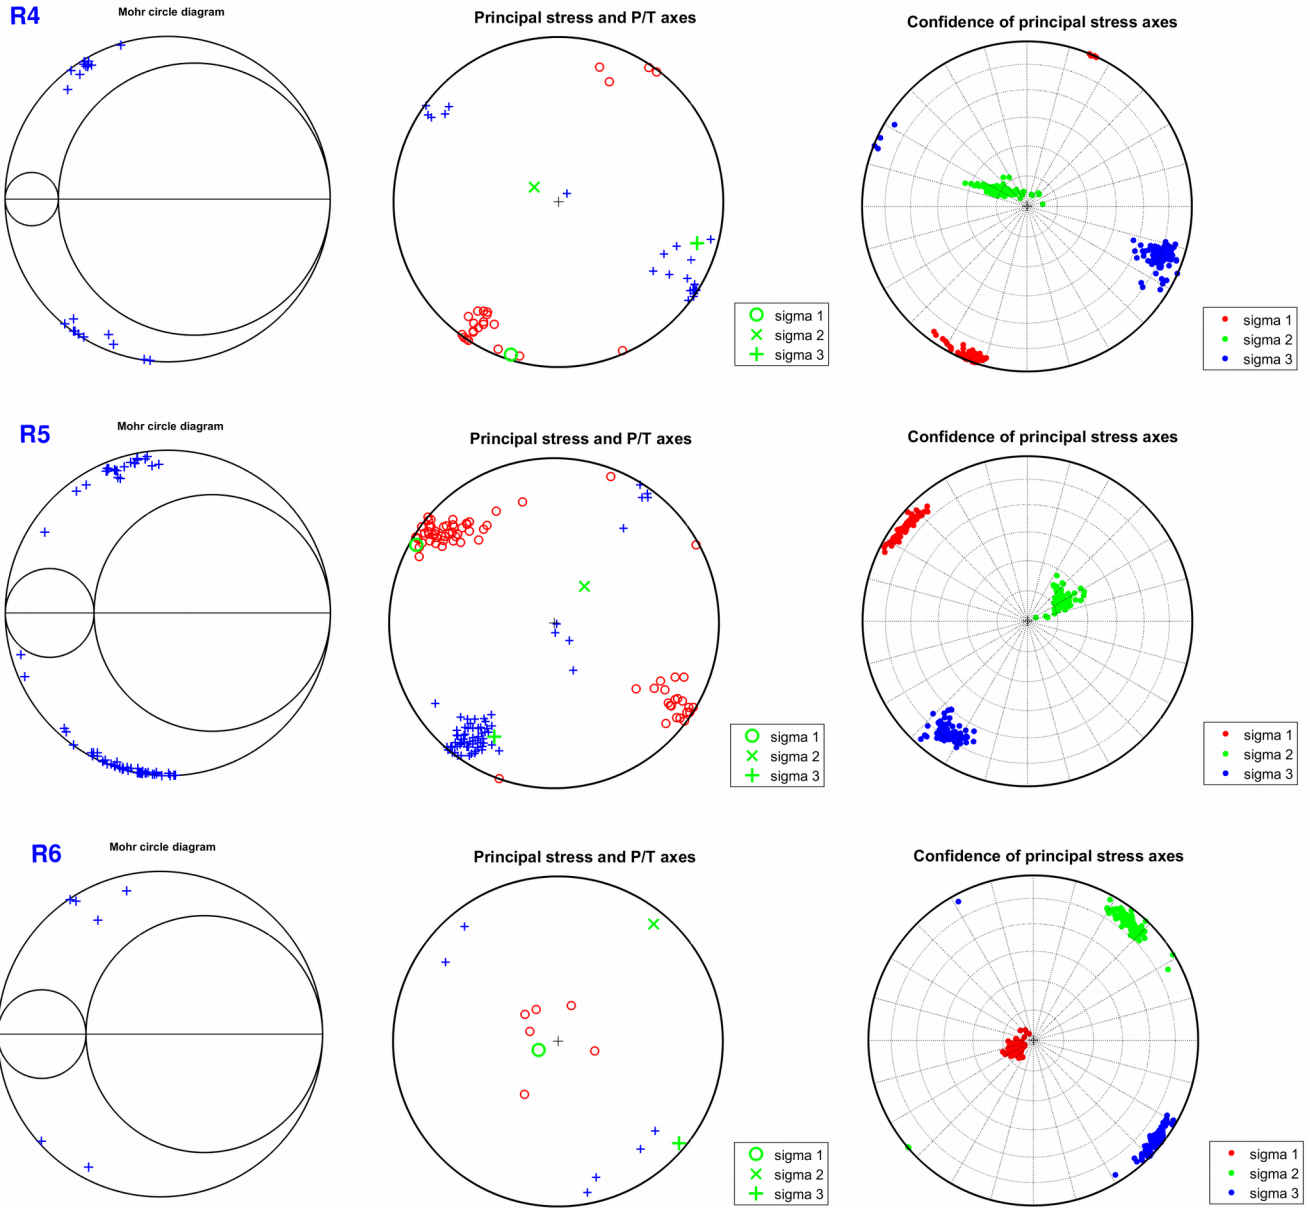 R4
Mohr circle diagram
Principal stress and P/T axes
Confidence of principal stress axes
sigma 1
sigma 2
sigma 3
sigma 1
sigma 2
sigma 3
R5
Mohr circle diagram
Principal stress and P/T axes
Confidence of principal stress axes
sigma 1
sigma 2
sigma 3
sigma 1
sigma 2
sigma 3
R6
Mohr circle diagram
Principal stress and P/T axes
Confidence of principal stress axes
sigma 1
sigma 2
sigma 3
sigma 1
sigma 2
sigma 3